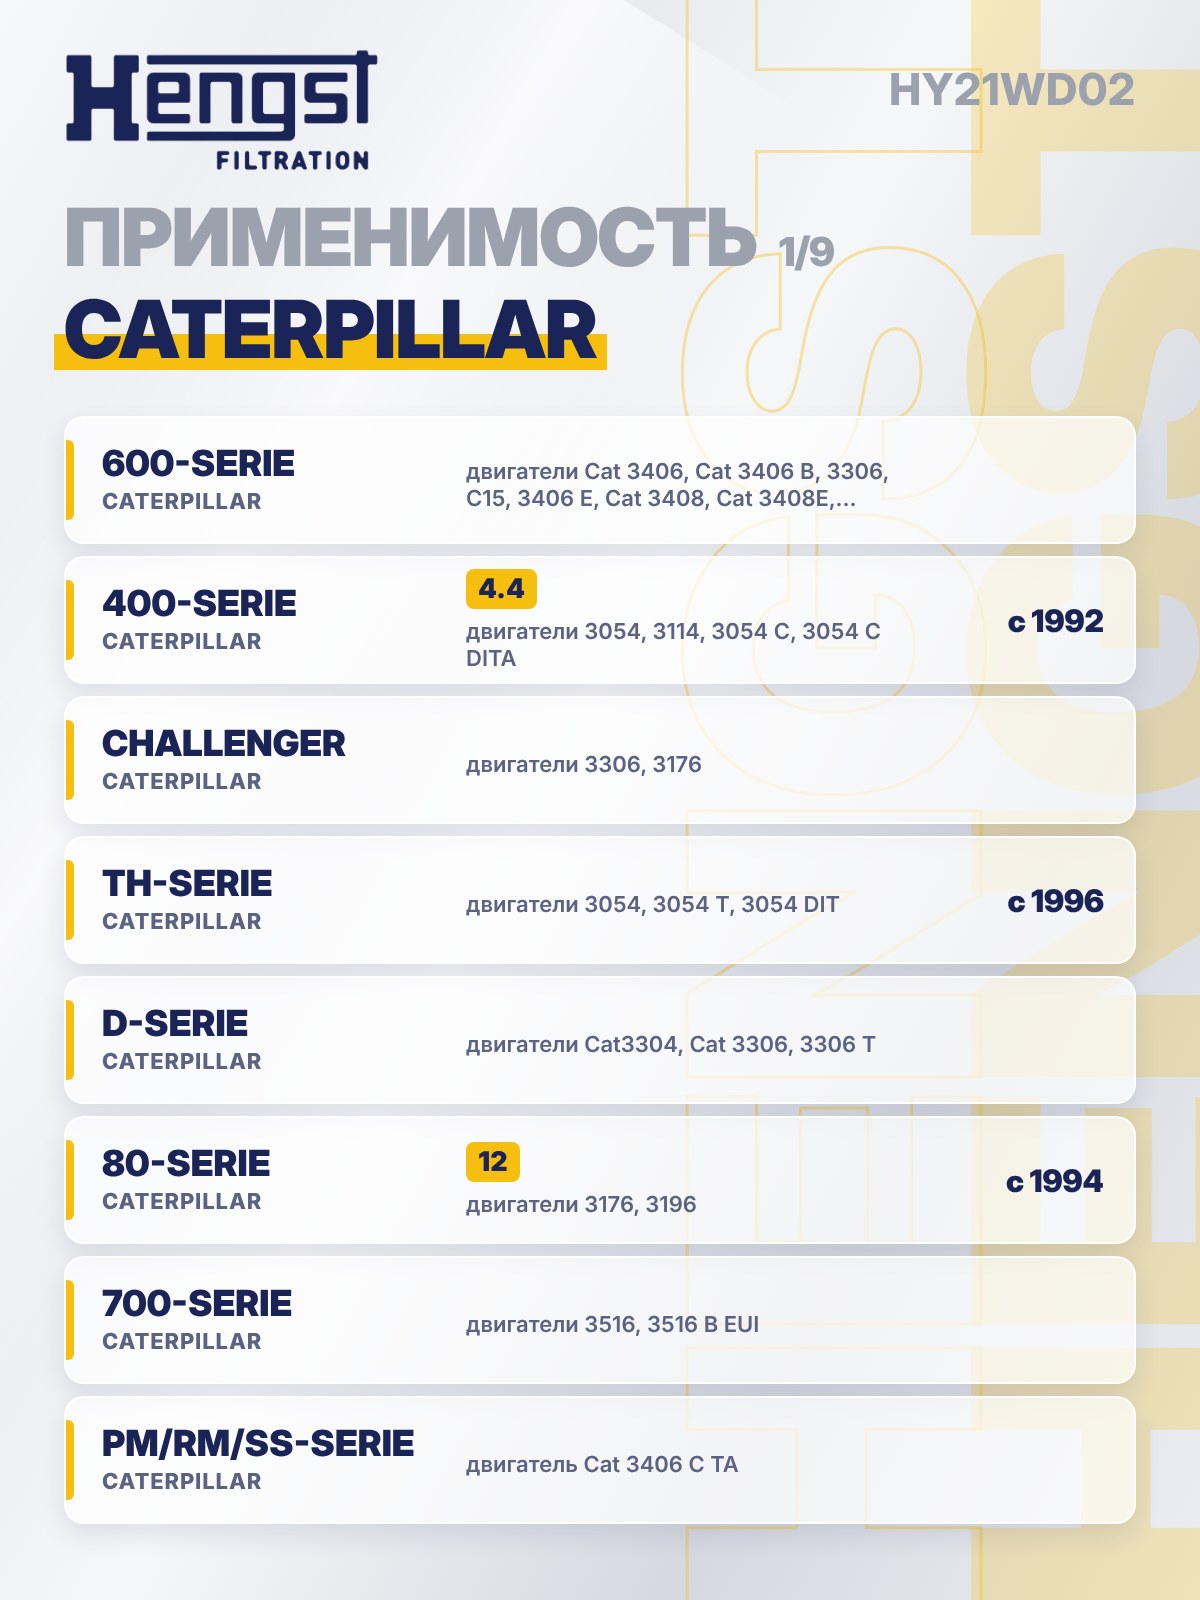 Hengst
FILTRATION
HY21WD02
ПРИМЕНИМОСТЬ 1/9
CATERPILLAR
600-SERIE
CATERPILLAR
двигатели Cat 3406, Cat 3406 B, 3306,
C15, 3406 E, Cat 3408, Cat 3408E,...
400-SERIE
CATERPILLAR
4.4
двигатели 3054, 3114, 3054 C, 3054 C
DITA
с 1992
CHALLENGER
CATERPILLAR
двигатели 3306, 3176
TH-SERIE
CATERPILLAR
двигатели 3054, 3054 T, 3054 DIT
с 1996
D-SERIE
CATERPILLAR
двигатели Cat3304, Cat 3306, 3306 T
80-SERIE
CATERPILLAR
12
двигатели 3176, 3196
с 1994
700-SERIE
CATERPILLAR
двигатели 3516, 3516 B EUI
PM/RM/SS-SERIE
CATERPILLAR
двигатель Cat 3406 C TA
HENGST
HENGST